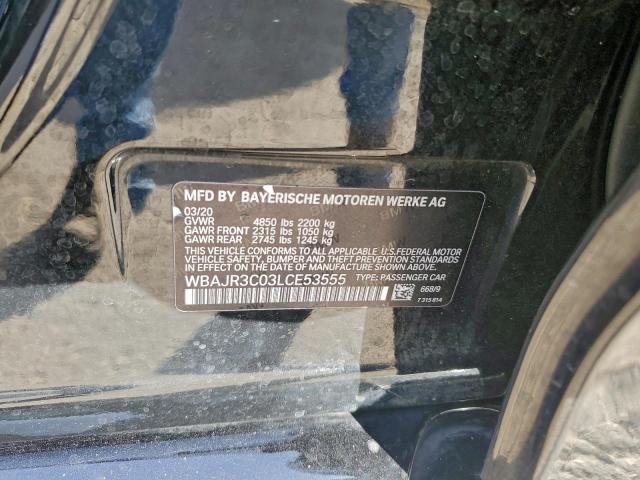 MFD BY BAYERISCHE MOTOREN WERKE AG
03/20
GVWR 4850 lbs 2200 kg
GAWR FRONT 2315 lbs 1050 kg
GAWR REAR 2745 lbs 1245 kg
THIS VEHICLE CONFORMS TO ALL APPLICABLE U.S. FEDERAL MOTOR
VEHICLE SAFETY, BUMPER, AND THEFT PREVENTION STANDARDS IN
EFFECT ON THE DATE OF MANUFACTURE SHOWN ABOVE.
WBAJR3C03LCE53555 TYPE: PASSENGER CAR
668/9
7 315 614